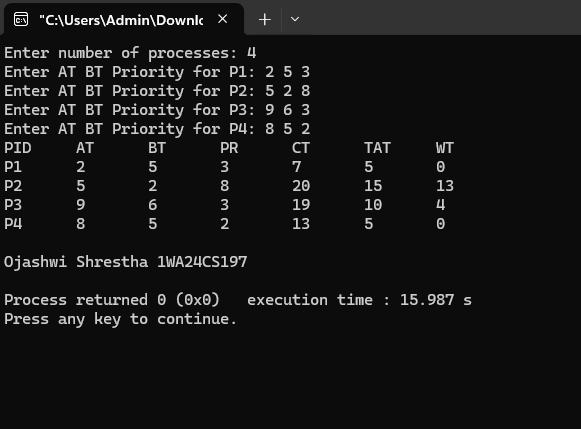 "C:\Users\Admin\Downlc
Enter number of processes: 4
Enter AT BT Priority for P1: 2 5 3
Enter AT BT Priority for P2: 5 2 8
Enter AT BT Priority for P3: 9 6 3
Enter AT BT Priority for P4: 8 5 2
PID AT BT PR CT TAT WT
P1 2 5 3 7 5 0
P2 5 2 8 20 15 13
P3 9 6 3 19 10 4
P4 8 5 2 13 5 0
Ojashwi Shrestha 1WA24CS197
Process returned 0 (0x0) execution time : 15.987 s
Press any key to continue.